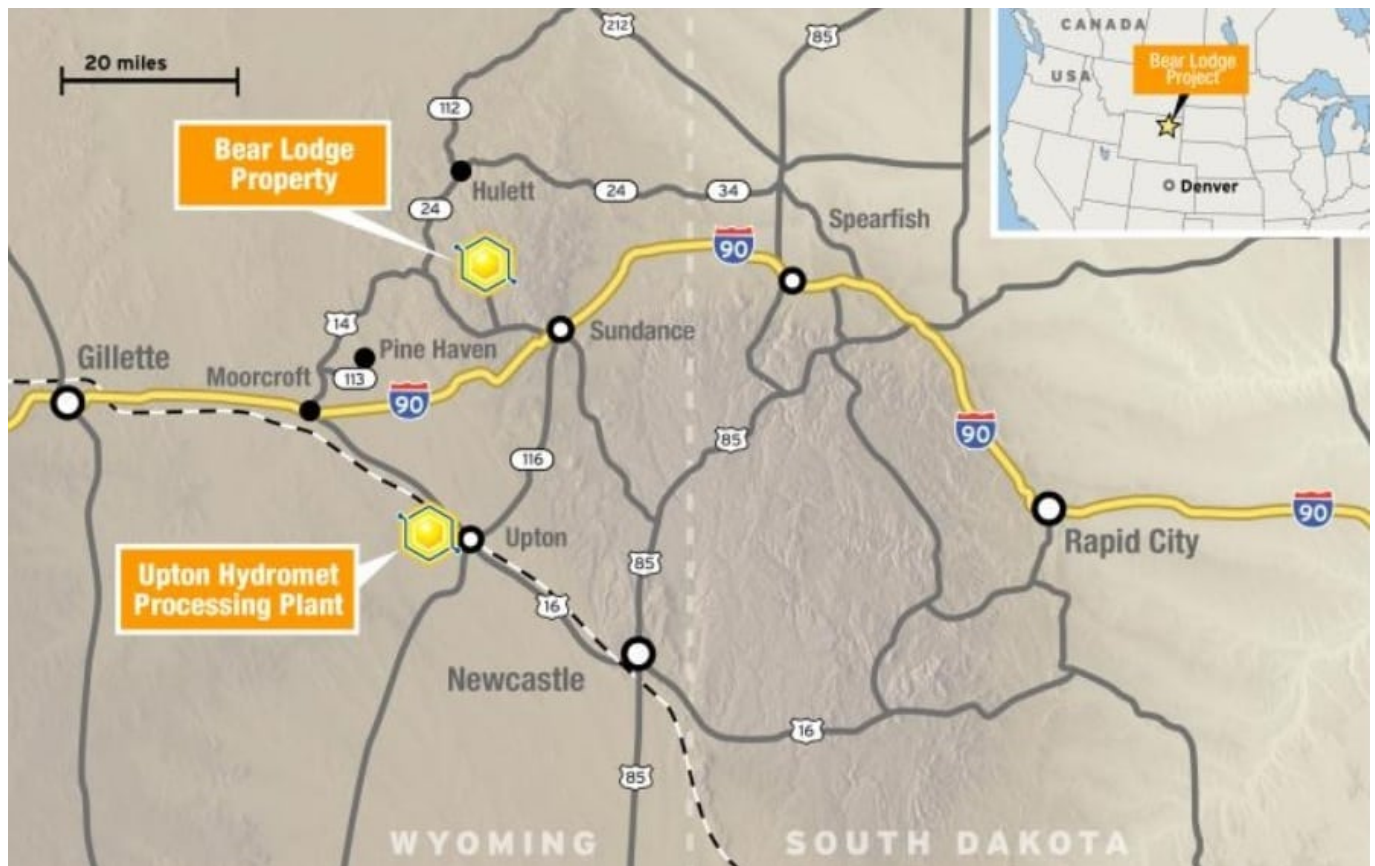 20 miles
212
85
CANADA
USA
Bear Lodge
Project
Denver
112
Bear Lodge
Property
Hulett
24
24
34
Spearfish
90
14
Sundance
Pine Haven
Gillette
Moorcroft
113
90
85
90
116
Upton
90
Rapid City
Upton Hydromet
Processing Plant
85
16
Newcastle
16
85
WYOMING
SOUTH DAKOTA